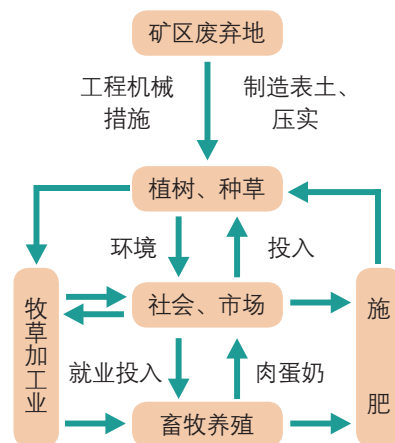 矿区废弃地
工程机械
措施
制造表土、
压实
植树、种草
环境
投入
牧草加工业
社会、市场
施肥
就业投入
肉蛋奶
畜牧养殖